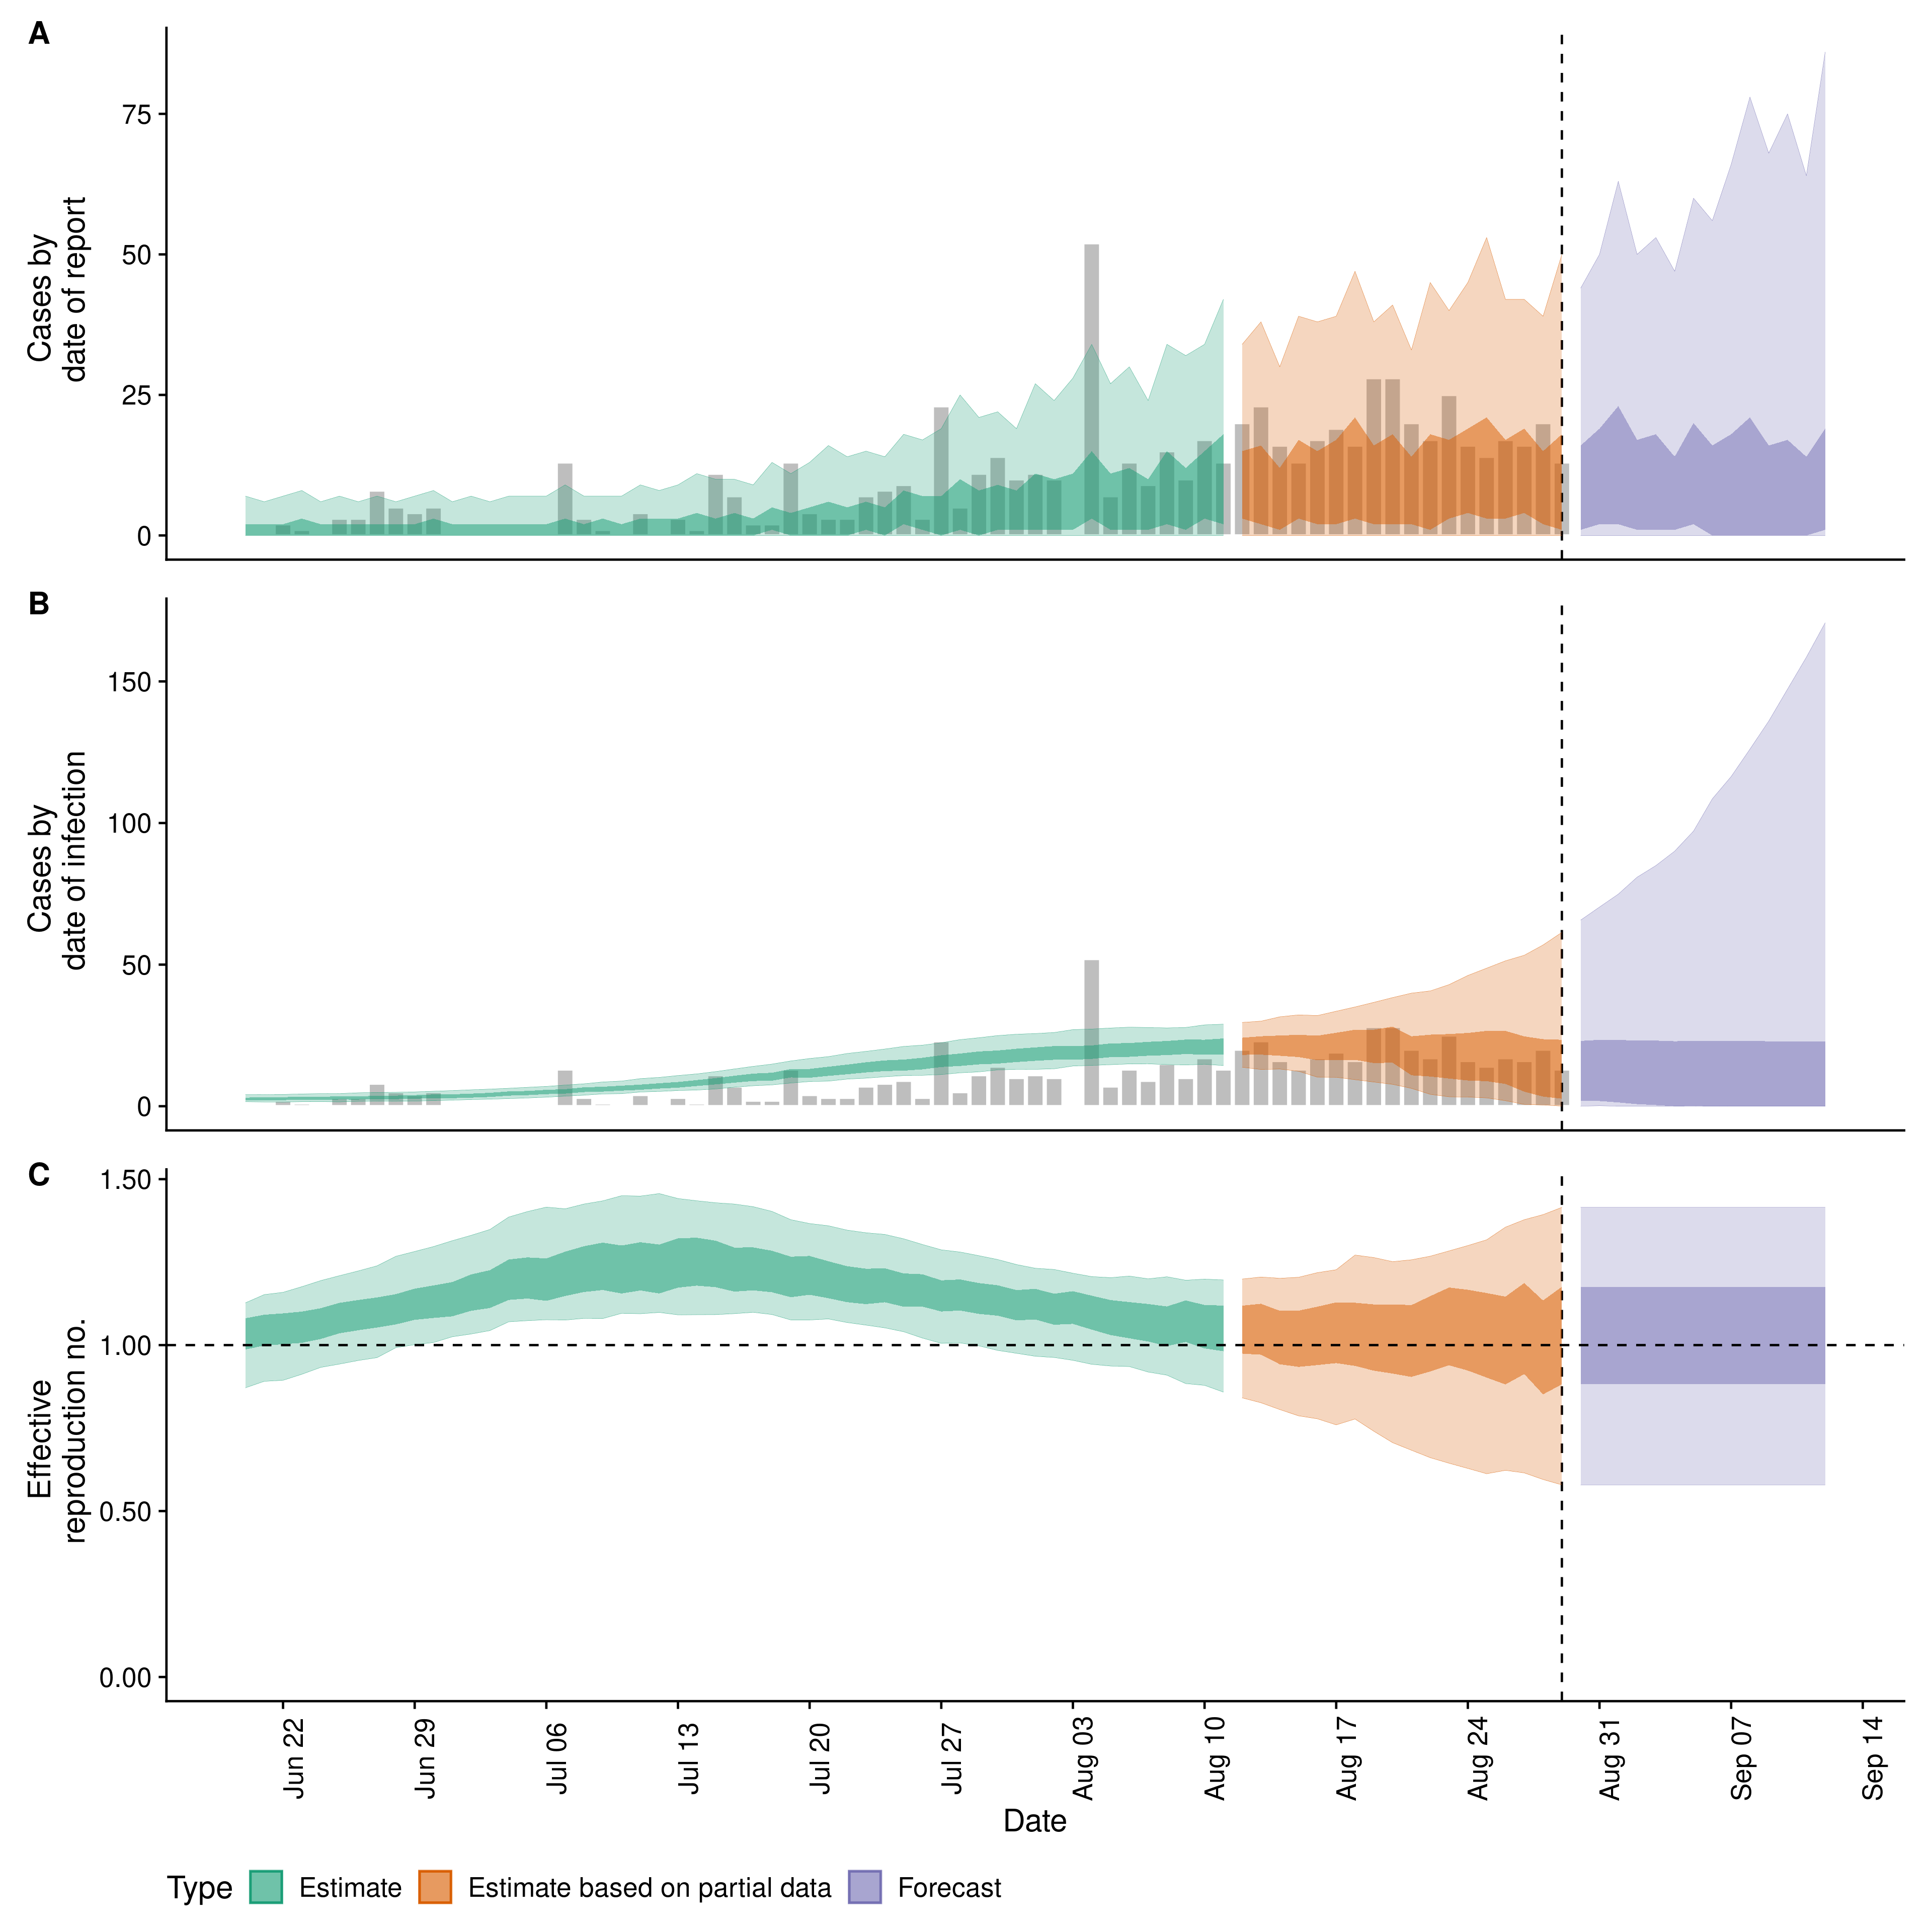 A
Cases by
date of report
75
50
25
0
B
Cases by
date of infection
150
100
50
0
C
Effective
reproduction no.
1.50
1.00
0.50
0.00
Jun 22
Jun 29
Jul 06
Jul 13
Jul 20
Jul 27
Aug 03
Aug 10
Aug 17
Aug 24
Aug 31
Sep 07
Sep 14
Date
Type Estimate Estimate based on partial data Forecast